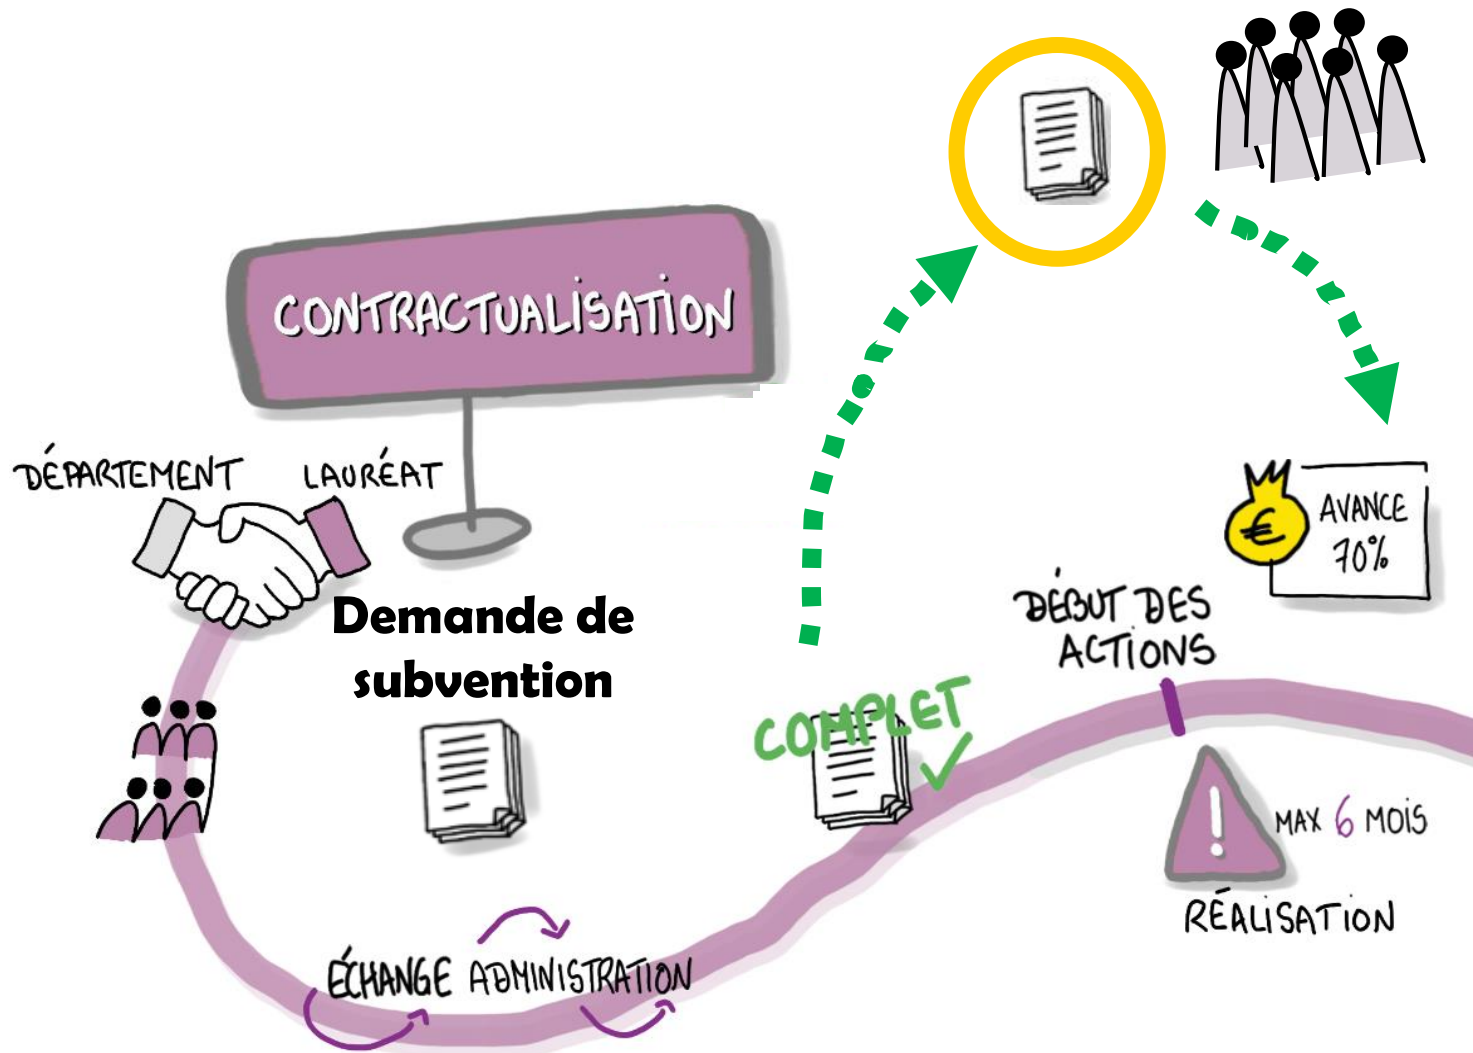 CONTRACTUALISATION
DÉPARTEMENT
LAURÉAT
Demande de
subvention
ÉCHANGE ADMINISTRATION
COMPLET
DÉBUT DES
ACTIONS
€
AVANCE
70%
!
MAX 6 MOIS
RÉALISATION